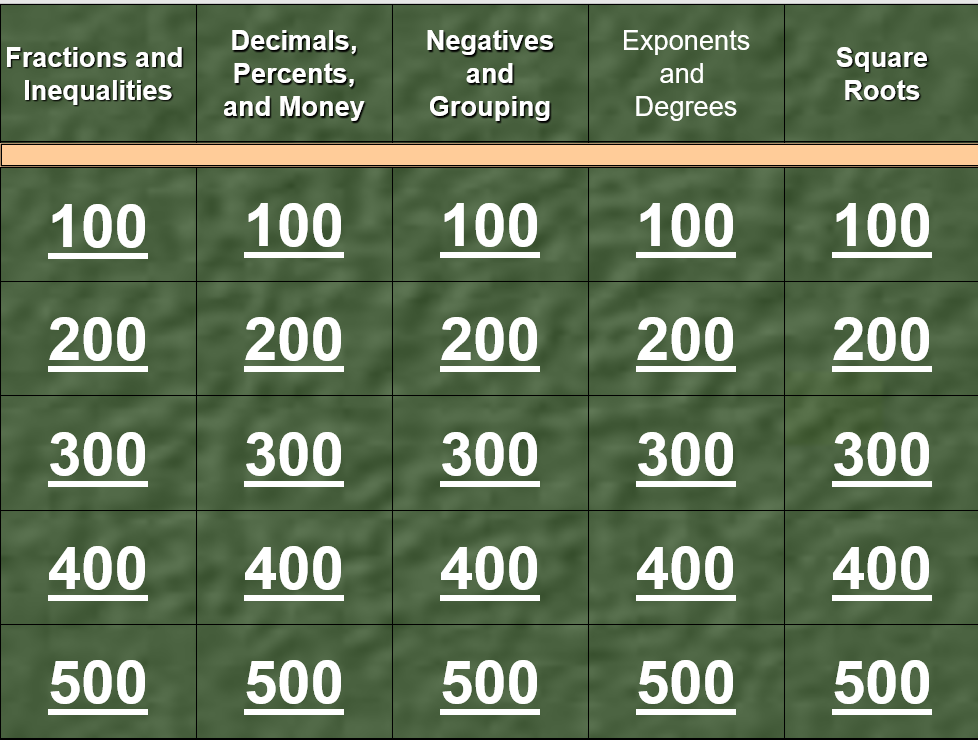 Fractions and
Inequalities
Decimals,
Percents,
and Money
Negatives
and
Grouping
Exponents
and
Degrees
Square
Roots
100 100 100 100 100
200 200 200 200 200
300 300 300 300 300
400 400 400 400 400
500 500 500 500 500